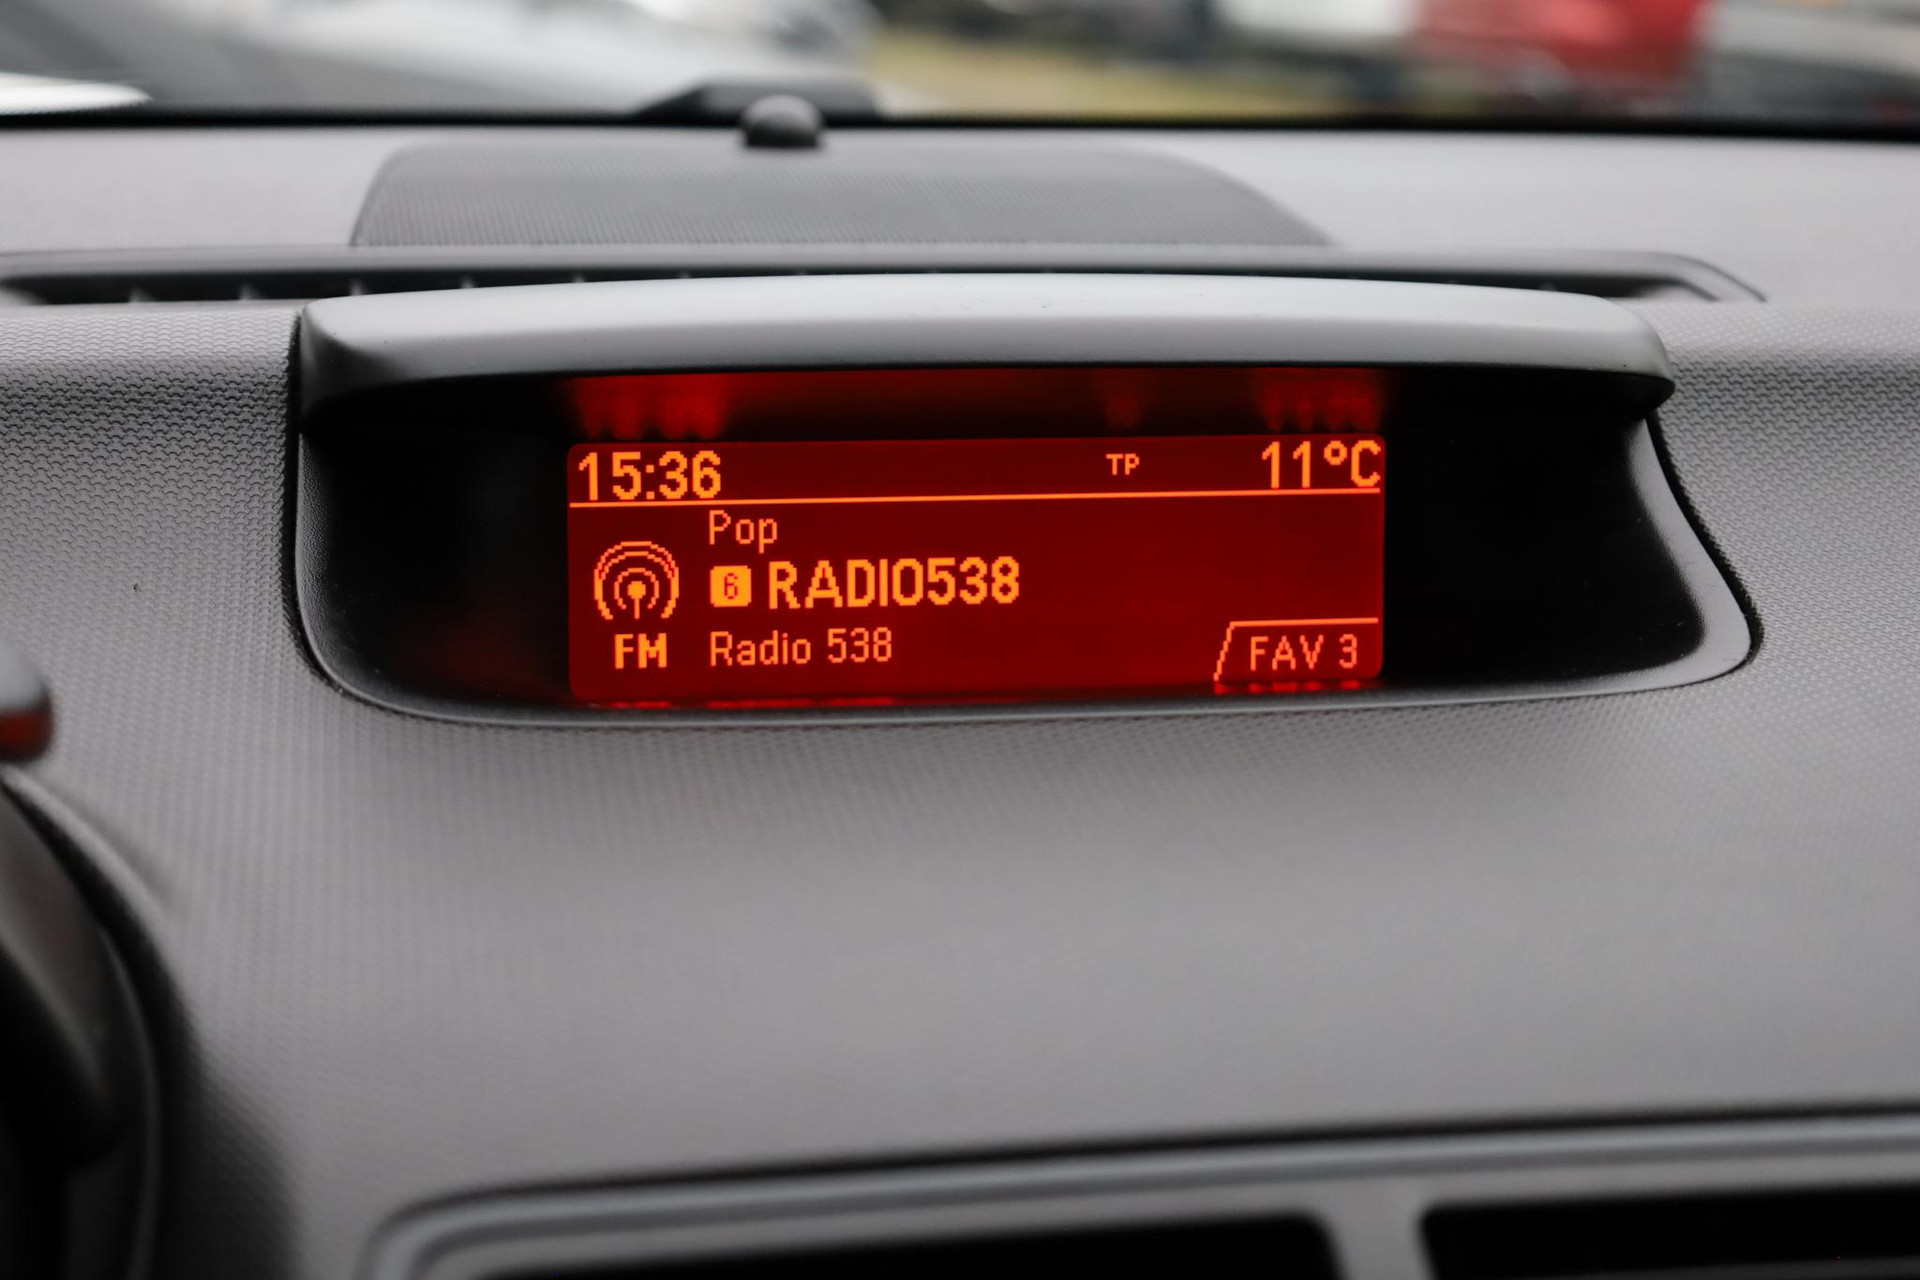 15:36 TP 11°C
Pop
6 RADIO538
FM Radio 538 FAV 3